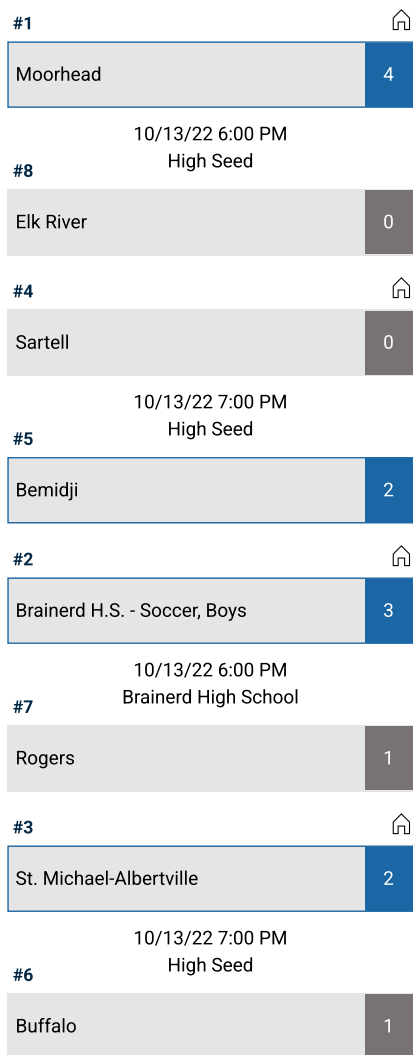 #1
Moorhead
4
10/13/22 6:00 PM
High Seed
#8
Elk River
0
#4
Sartell
0
10/13/22 7:00 PM
High Seed
#5
Bemidji
2
#2
Brainerd H.S. - Soccer, Boys
3
10/13/22 6:00 PM
Brainerd High School
#7
Rogers
1
#3
St. Michael-Albertville
2
10/13/22 7:00 PM
High Seed
#6
Buffalo
1